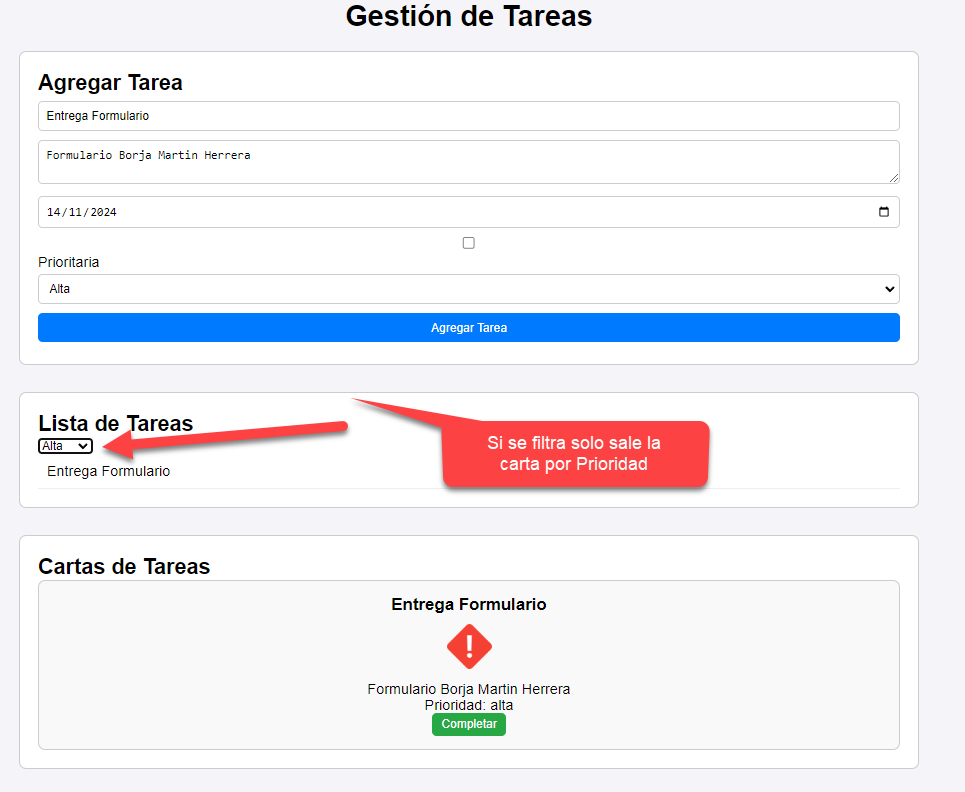 Gestión de Tareas
Agregar Tarea
Entrega Formulario
Formulario Borja Martin Herrera
14/11/2024
Prioritaria
Alta
Agregar Tarea
Lista de Tareas
Alta
Entrega Formulario
Si se filtra solo sale la
carta por Prioridad
Cartas de Tareas
Entrega Formulario
!
Formulario Borja Martin Herrera
Prioridad: alta
Completar